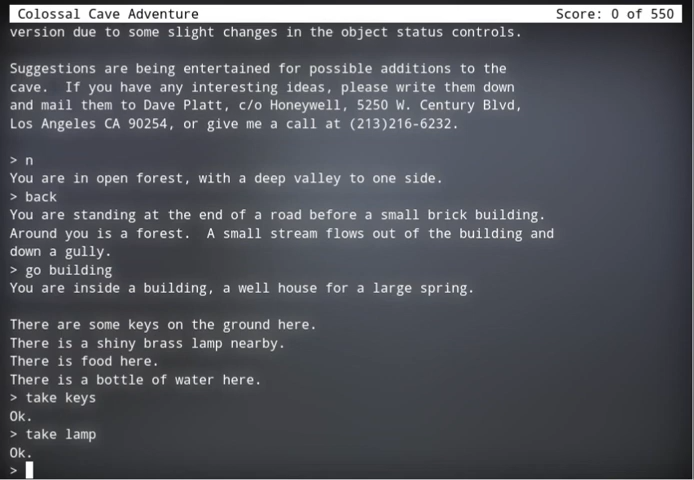 Colossal Cave Adventure Score: 0 of 550
version due to some slight changes in the object status controls.
Suggestions are being entertained for possible additions to the
cave. If you have any interesting ideas, please write them down
and mail them to Dave Platt, c/o Honeywell, 5250 W. Century Blvd,
Los Angeles CA 90254, or give me a call at (213)216-6232.
> n
You are in open forest, with a deep valley to one side.
> back
You are standing at the end of a road before a small brick building.
Around you is a forest. A small stream flows out of the building and
down a gully.
> go building
You are inside a building, a well house for a large spring.
There are some keys on the ground here.
There is a shiny brass lamp nearby.
There is food here.
There is a bottle of water here.
> take keys
Ok.
> take lamp
Ok.
>